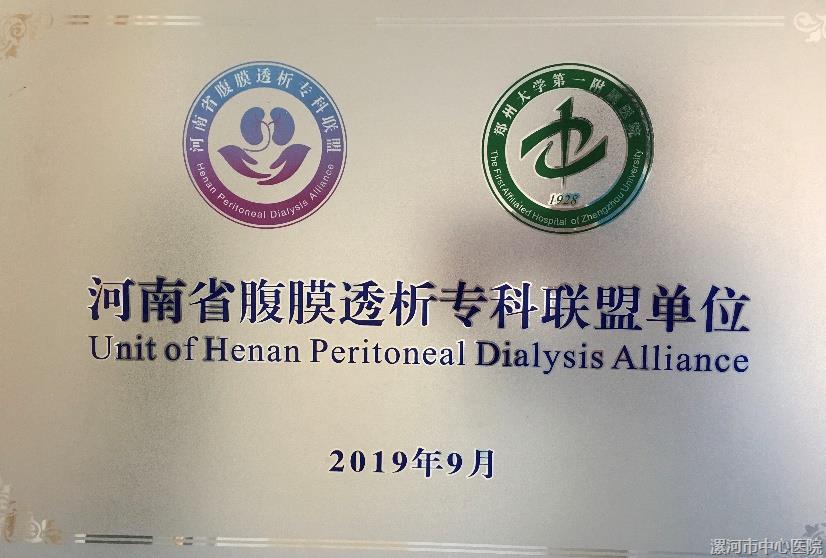 河南省腹膜透析专科联盟
Henan Peritoneal Dialysis Alliance
郑州大学第一附属医院
The First Affiliated Hospital of Zhengzhou University
1928
河南省腹膜透析专科联盟单位
Unit of Henan Peritoneal Dialysis Alliance
2019年9月
漯河市中心医院